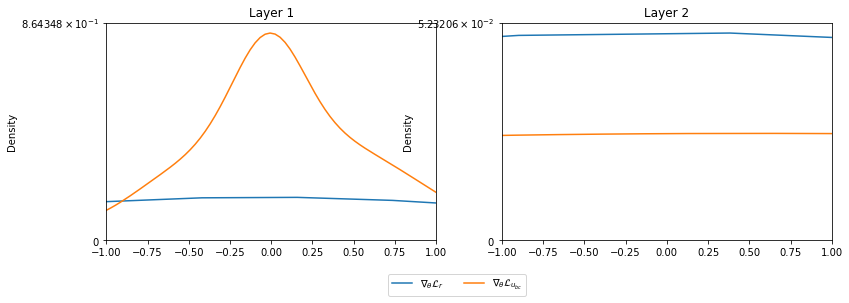 Layer 1
Layer 2
8.64348 × 10⁻¹
5.23206 × 10⁻²
Density
Density
0
0
−1.00 −0.75 −0.50 −0.25 0.00 0.25 0.50 0.75 1.00
−1.00 −0.75 −0.50 −0.25 0.00 0.25 0.50 0.75 1.00
∇θℒr
∇θℒu_bc